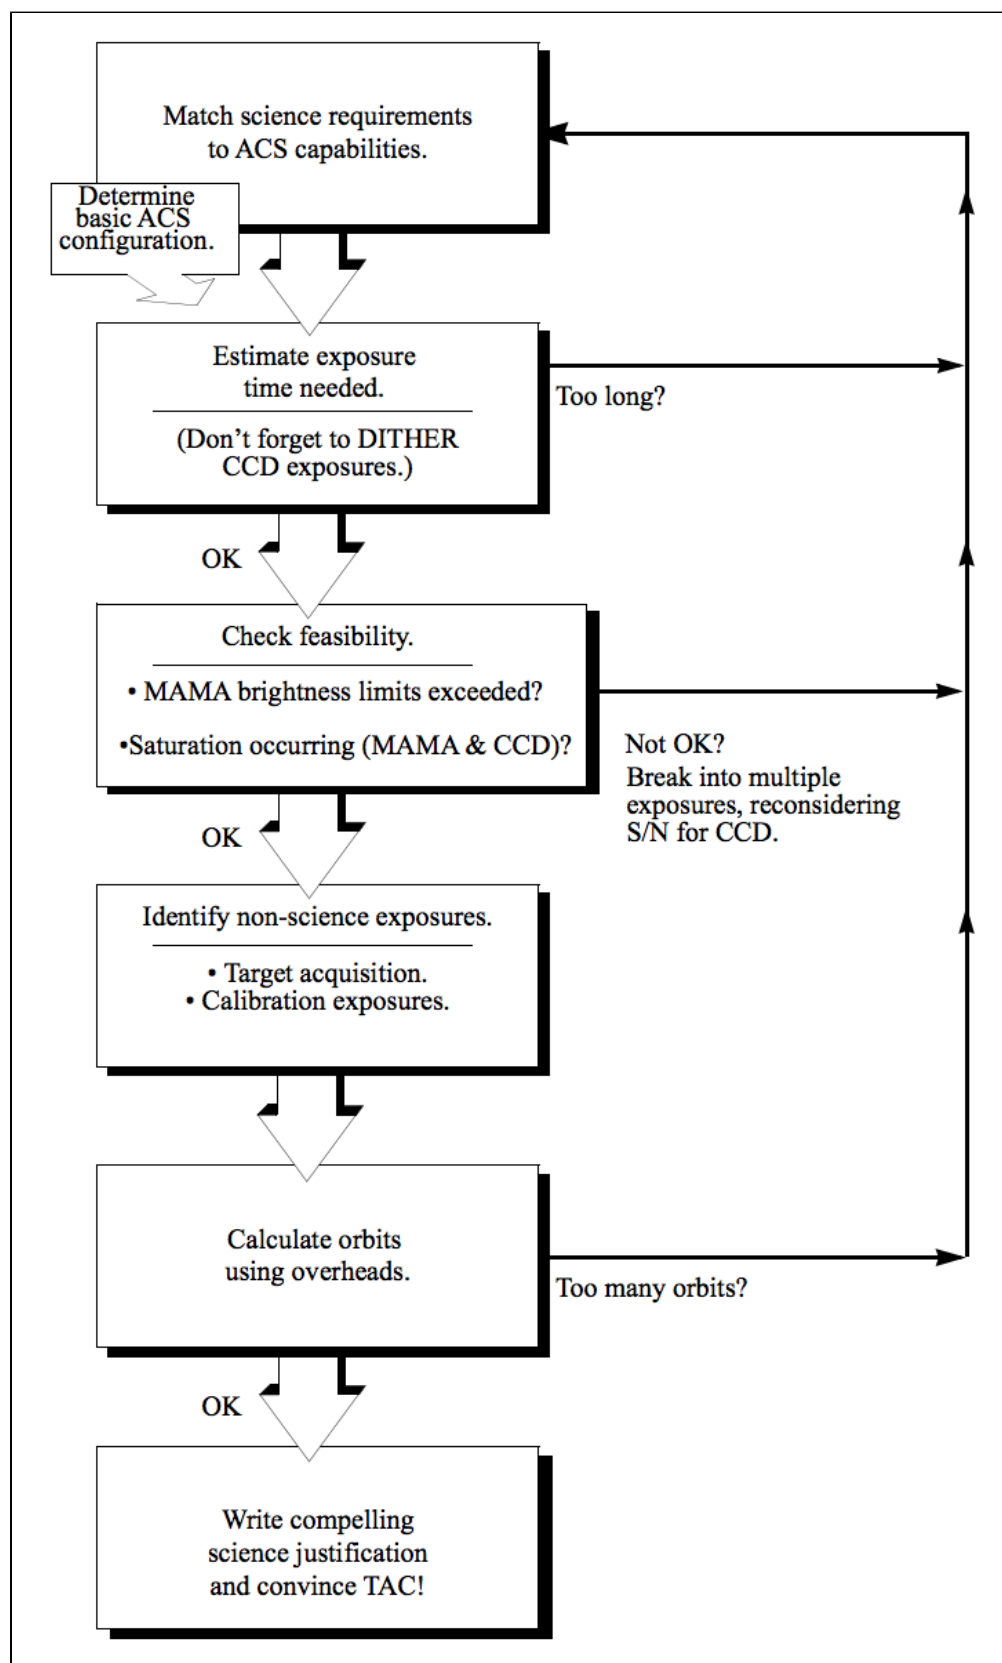 Match science requirements
to ACS capabilities.
Determine
basic ACS
configuration.
Estimate exposure
time needed.
(Don't forget to DITHER
CCD exposures.)
Too long?
OK
Check feasibility.
• MAMA brightness limits exceeded?
•Saturation occurring (MAMA & CCD)?
Not OK?
Break into multiple
exposures, reconsidering
S/N for CCD.
OK
Identify non-science exposures.
• Target acquisition.
• Calibration exposures.
Calculate orbits
using overheads.
Too many orbits?
OK
Write compelling
science justification
and convince TAC!